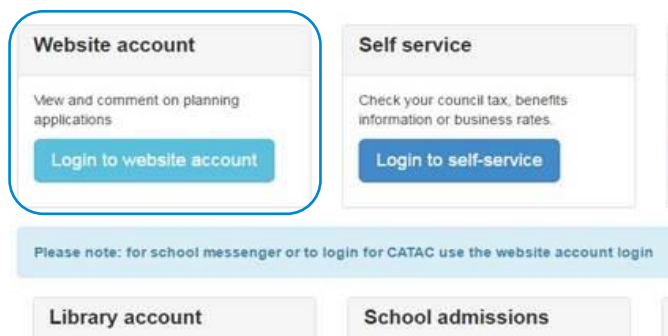 Website account
View and comment on planning
applications
Login to website account
Self service
Check your council tax, benefits
information or business rates.
Login to self-service
Please note: for school messenger or to login for CATAC use the website account login
Library account
School admissions